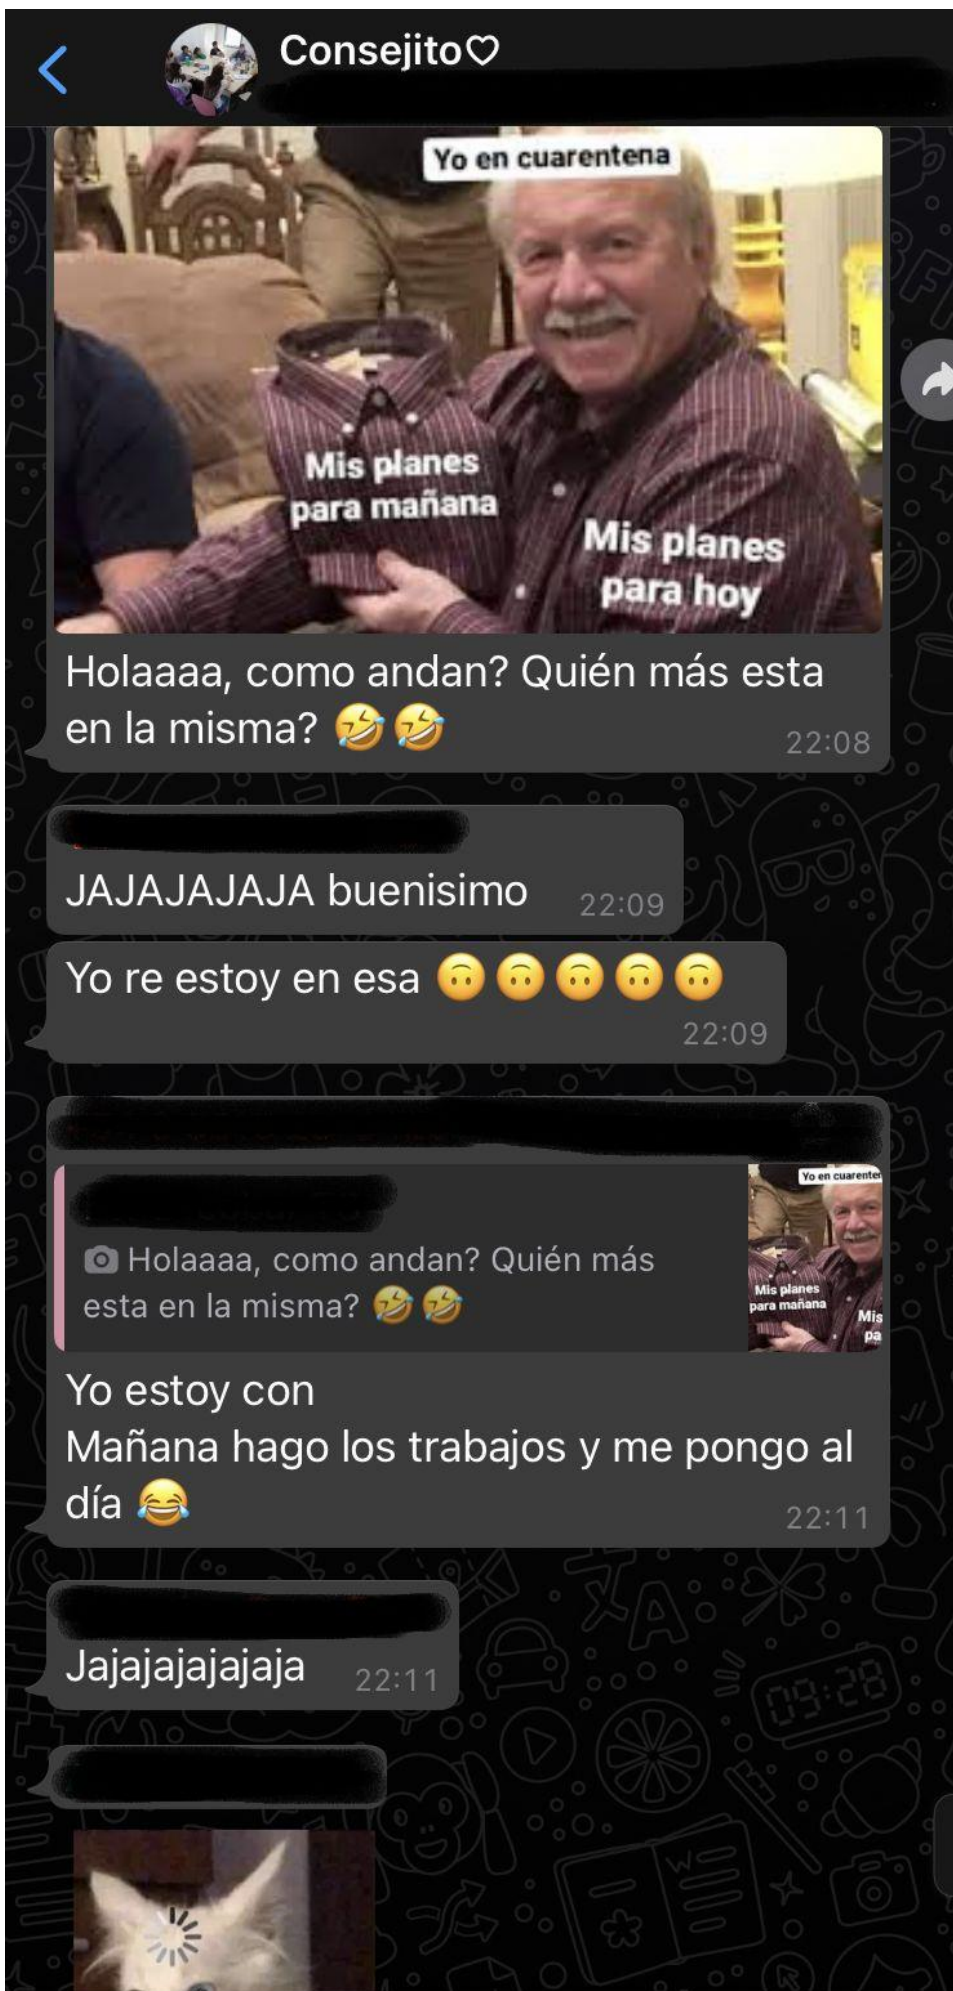 Consejito♡
Yo en cuarentena
Mis planes
para mañana
Mis planes
para hoy
Holaaaa, como andan? Quién más esta
en la misma? 🤣🤣
22:08
JAJAJAJAJA buenisimo
22:09
Yo re estoy en esa 🙃🙃🙃🙃🙃
22:09
Holaaaa, como andan? Quién más
esta en la misma? 🤣🤣
Yo en cuarenten
Mis planes
para mañana
Mis
pa
Yo estoy con
Mañana hago los trabajos y me pongo al
día 😂
22:11
Jajajajajajaja
22:11
09:28